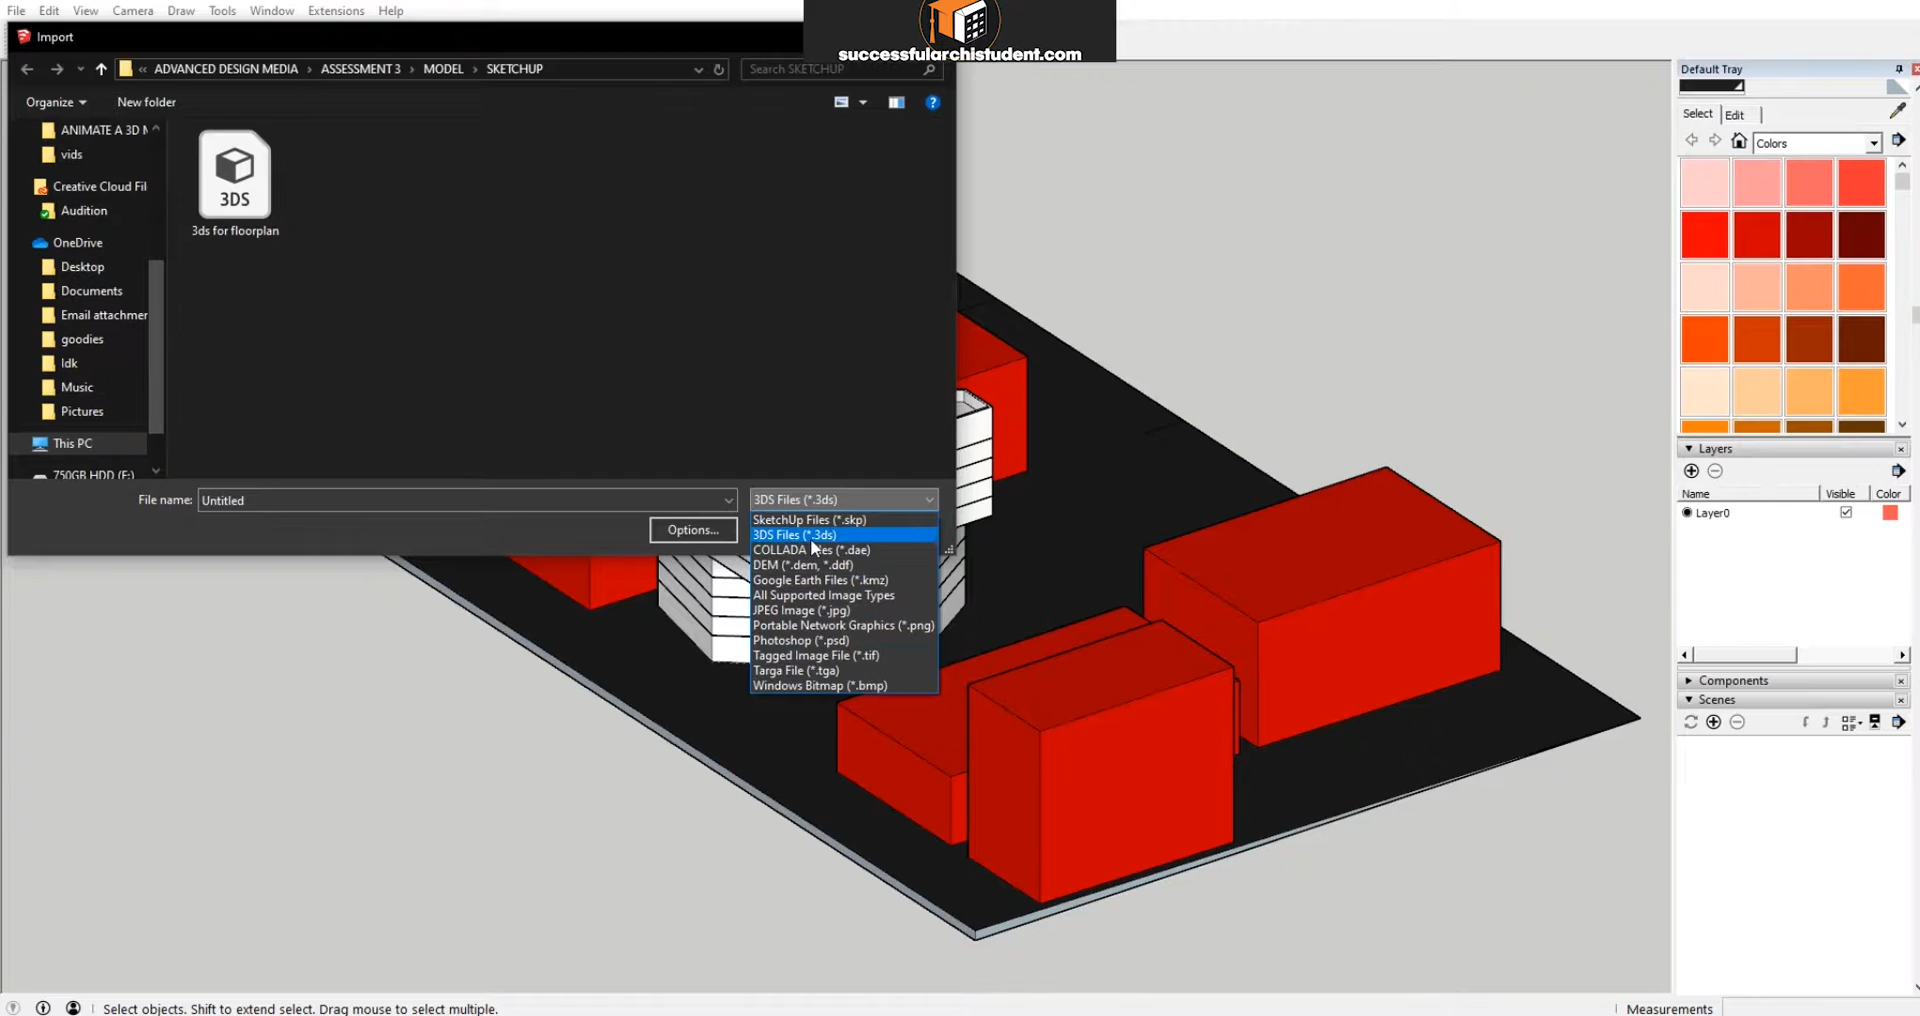 File Edit View Camera Draw Tools Window Extensions Help
successfularchistudent.com
Import
« ADVANCED DESIGN MEDIA › ASSESSMENT 3 › MODEL › SKETCHUP
Search SKETCHUP
Organize New folder
ANIMATE A 3D M
vids
Creative Cloud Fil
Audition
OneDrive
Desktop
Documents
Email attachmer
goodies
Idk
Music
Pictures
This PC
750GB HDD (F:)
3DS
3ds for floorplan
File name: Untitled
3DS Files (*.3ds)
Options...
SketchUp Files (*.skp)
3DS Files (*.3ds)
COLLADA Files (*.dae)
DEM (*.dem, *.ddf)
Google Earth Files (*.kmz)
All Supported Image Types
JPEG Image (*.jpg)
Portable Network Graphics (*.png)
Photoshop (*.psd)
Tagged Image File (*.tif)
Targa File (*.tga)
Windows Bitmap (*.bmp)
Default Tray
Select Edit
Colors
Layers
Name Visible Color
Layer0
Components
Scenes
Select objects. Shift to extend select. Drag mouse to select multiple.
Measurements